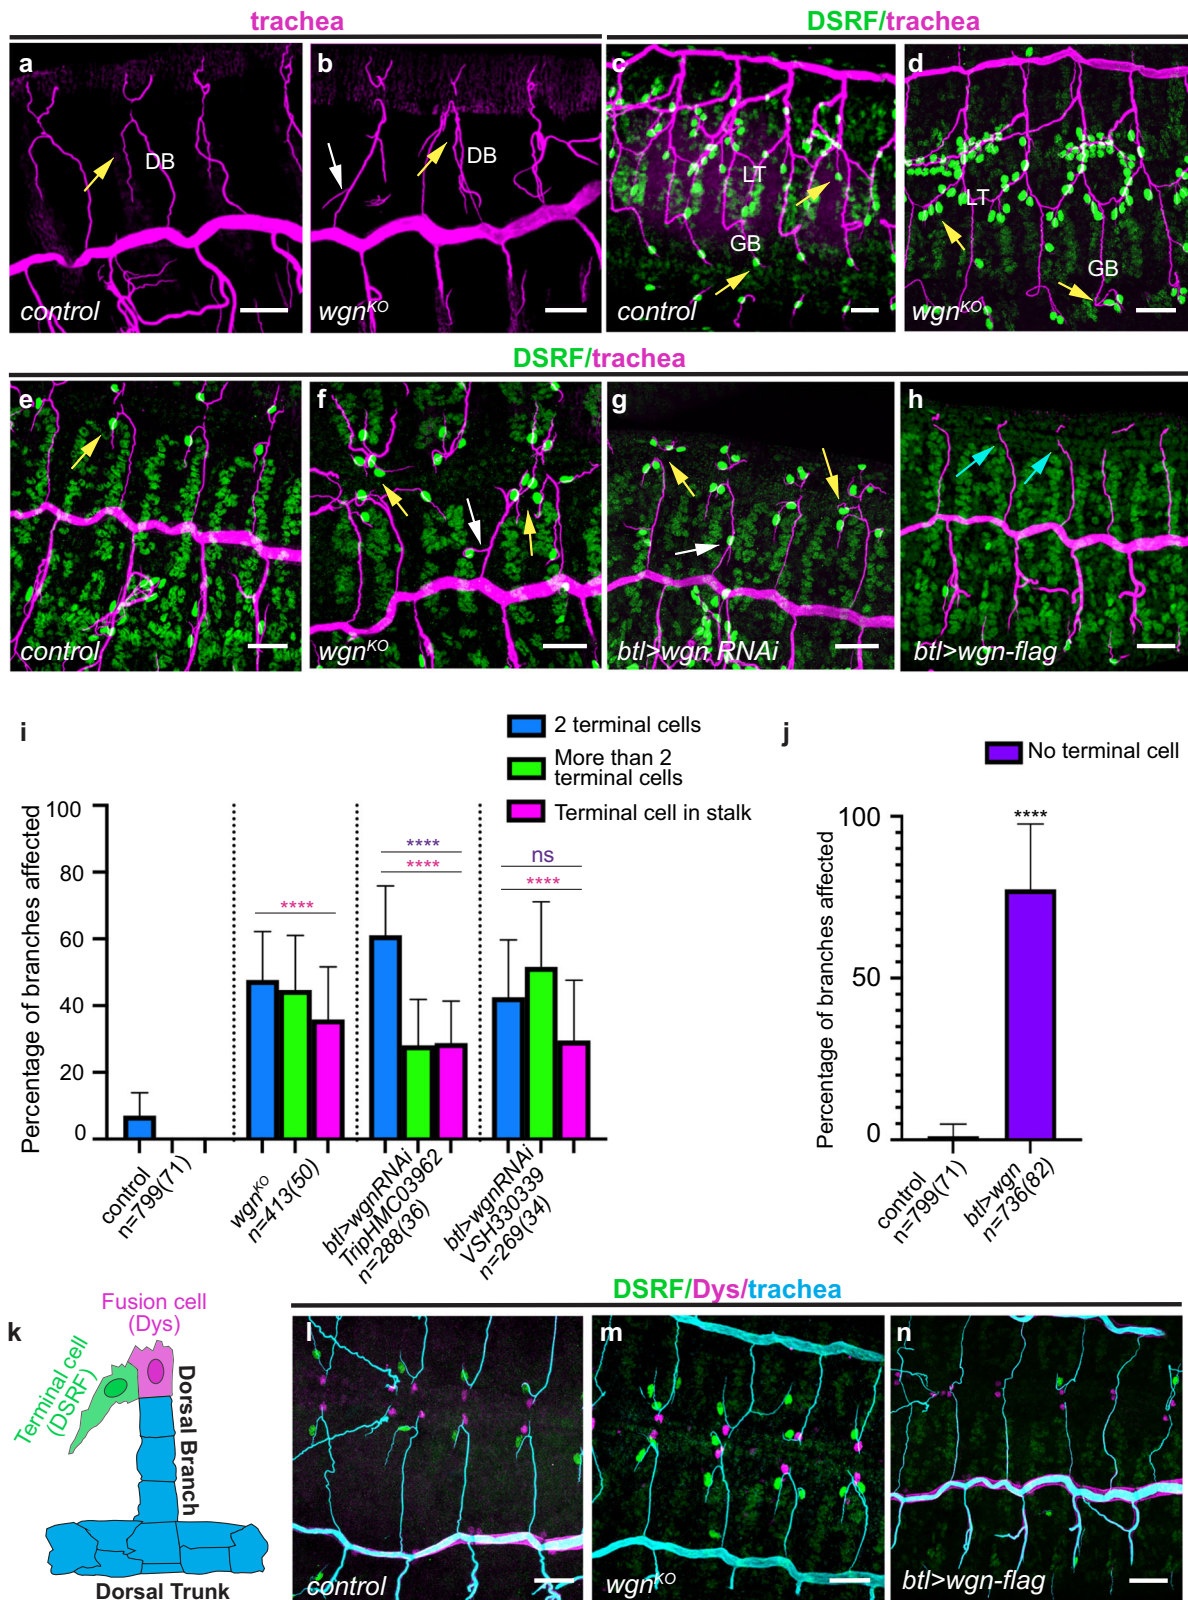 trachea
DSRF/trachea
a
DB
control
b
DB
wgnKO
c
LT
GB
control
d
LT
GB
wgnKO
DSRF/trachea
e
control
f
wgnKO
g
btl>wgn RNAi
h
btl>wgn-flag
i
2 terminal cells
More than 2
terminal cells
Terminal cell in stalk
Percentage of branches affected
100
80
60
40
20
0
****
****
****
ns
****
control
n=799(71)
wgnKO
n=413(50)
btl>wgnRNAi
TripHMC03962
n=288(36)
btl>wgnRNAi
VSH330339
n=269(34)
j
No terminal cell
Percentage of branches affected
100
50
0
****
control
n=799(71)
btl>wgn
n=736(82)
k
Fusion cell
(Dys)
Terminal cell
(DSRF)
Dorsal Branch
Dorsal Trunk
DSRF/Dys/trachea
l
control
m
wgnKO
n
btl>wgn-flag